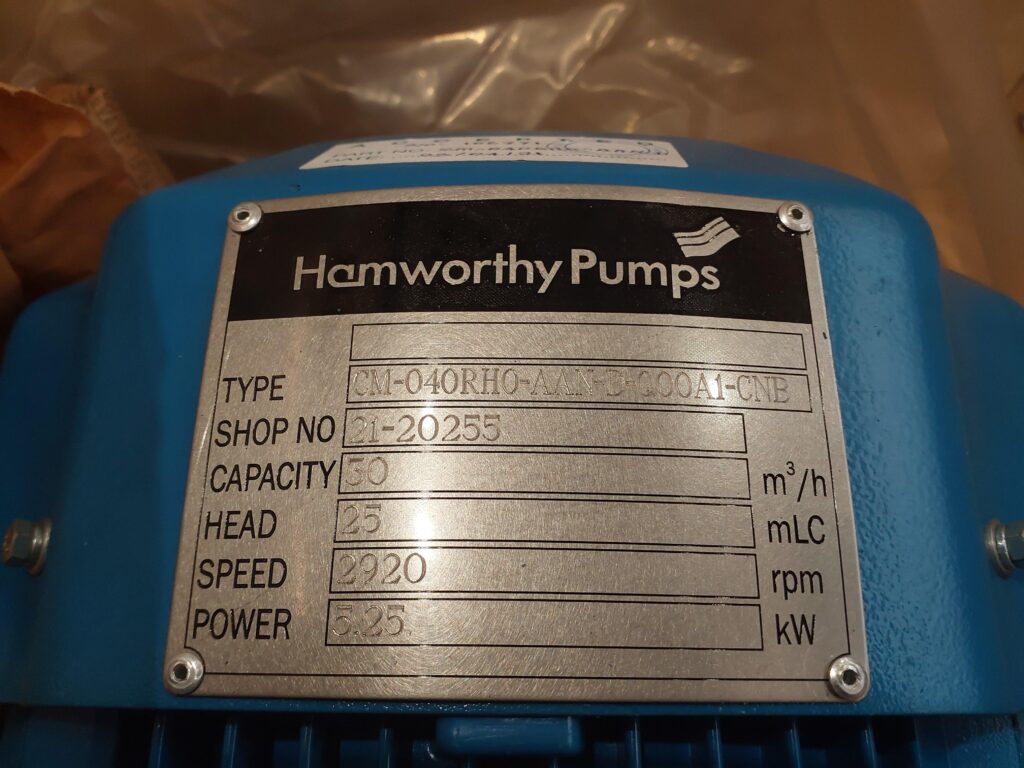 Hamworthy Pumps
TYPE CM-040RH0-AAN-D-G00A1-CNB
SHOP NO 21-20255
CAPACITY 50 m³/h
HEAD 25 mLC
SPEED 2920 rpm
POWER 5.25 kW